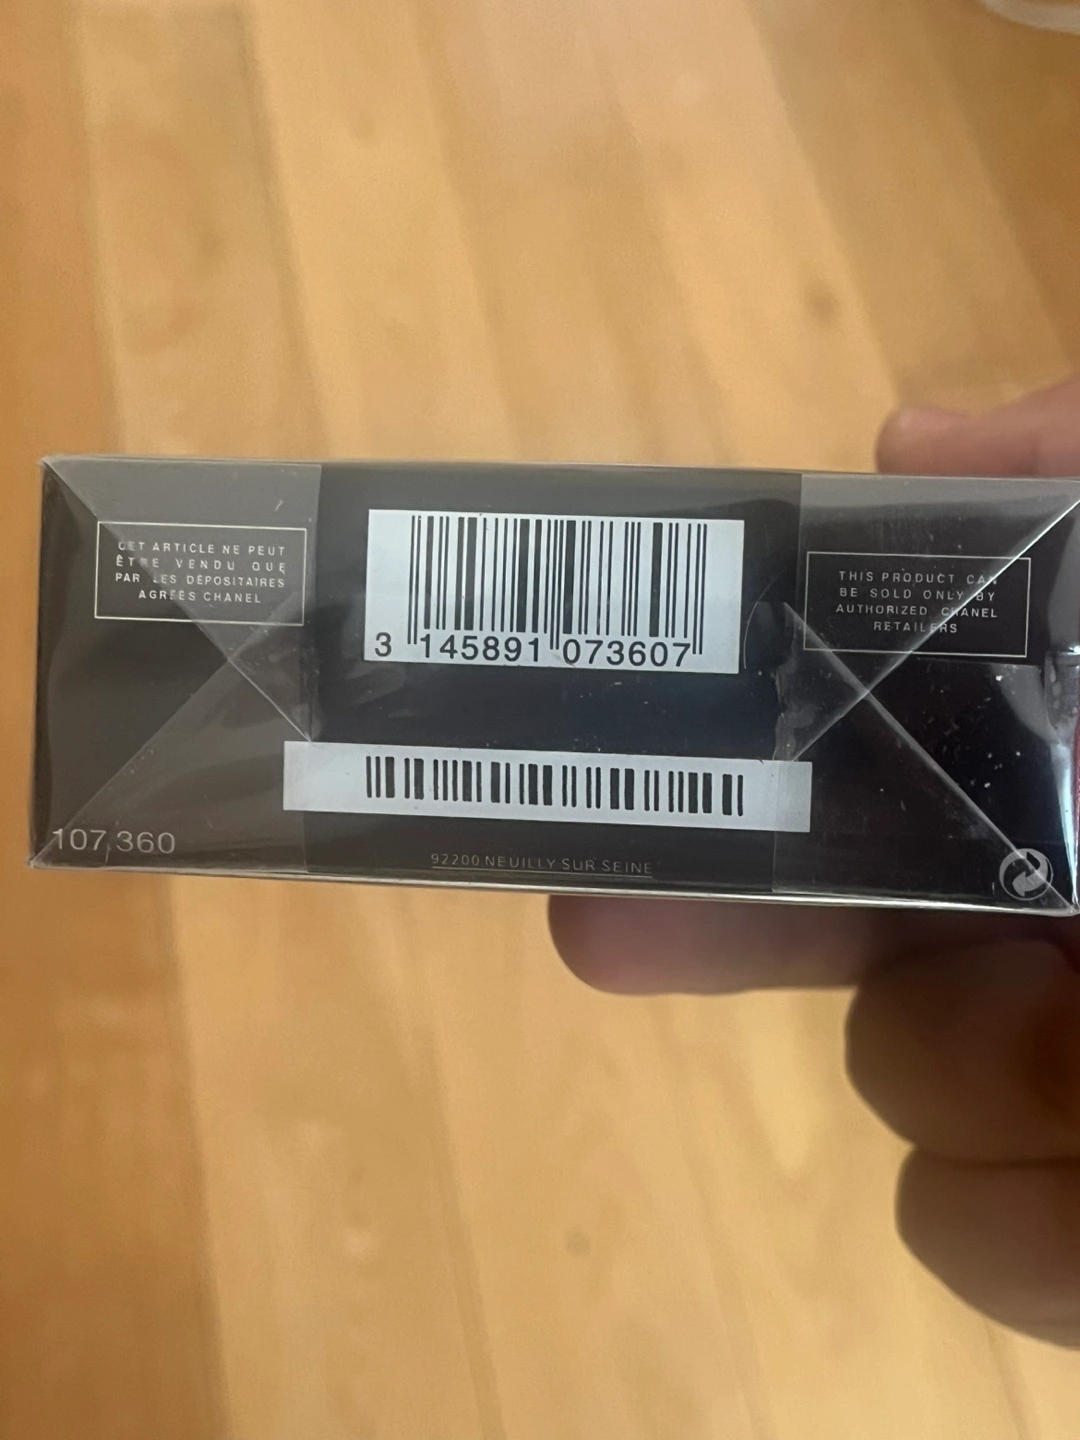 CET ARTICLE NE PEUT
ÊTRE VENDU QUE
PAR LES DÉPOSITAIRES
AGRÉÉS CHANEL
3 145891 073607
THIS PRODUCT CAN
BE SOLD ONLY BY
AUTHORIZED CHANEL
RETAILERS
107 360
92200 NEUILLY SUR SEINE